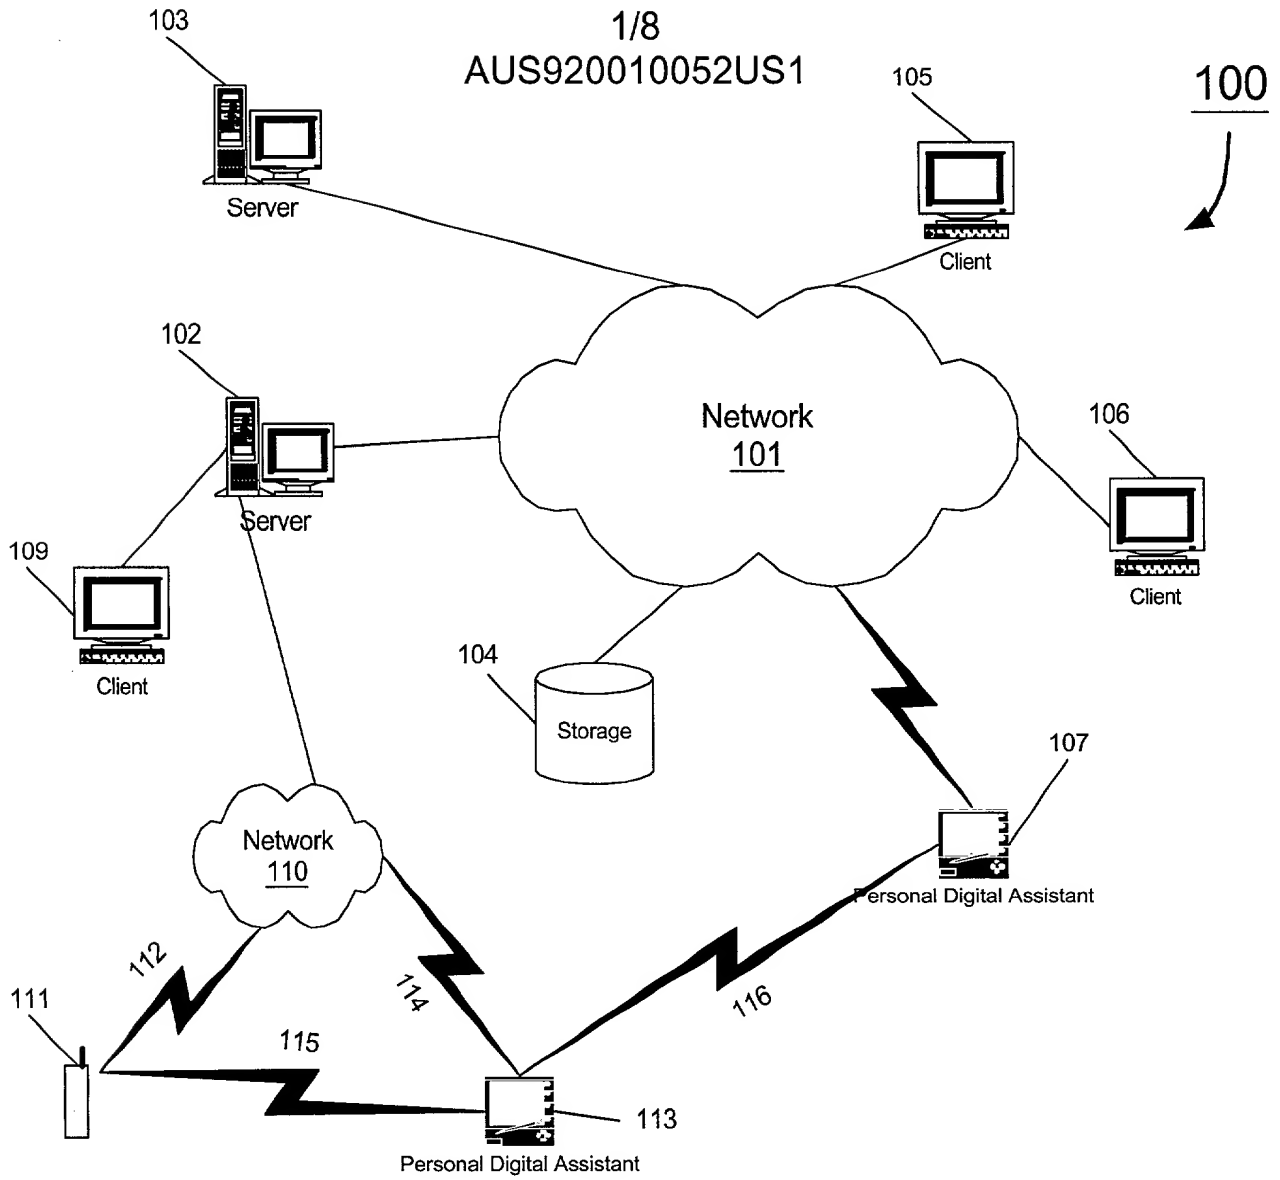 1/8
AUS920010052US1
100
103
Server
105
Client
102
Server
Network
101
106
Client
109
Client
104
Storage
107
Personal Digital Assistant
Network
110
112
114
116
111
115
113
Personal Digital Assistant